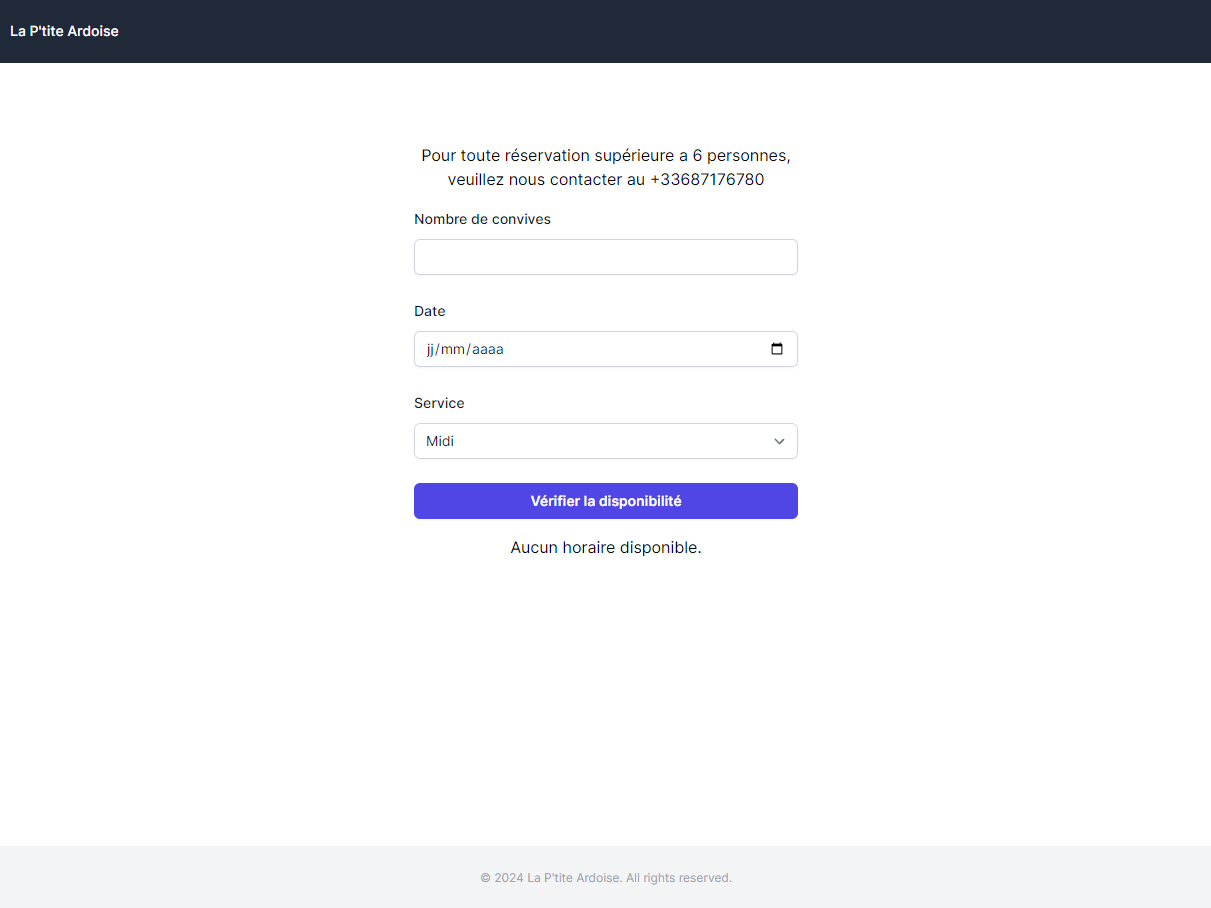 La P'tite Ardoise
Pour toute réservation supérieure a 6 personnes,
veuillez nous contacter au +33687176780
Nombre de convives
Date
jj/mm/aaaa
Service
Midi
Vérifier la disponibilité
Aucun horaire disponible.
© 2024 La P'tite Ardoise. All rights reserved.